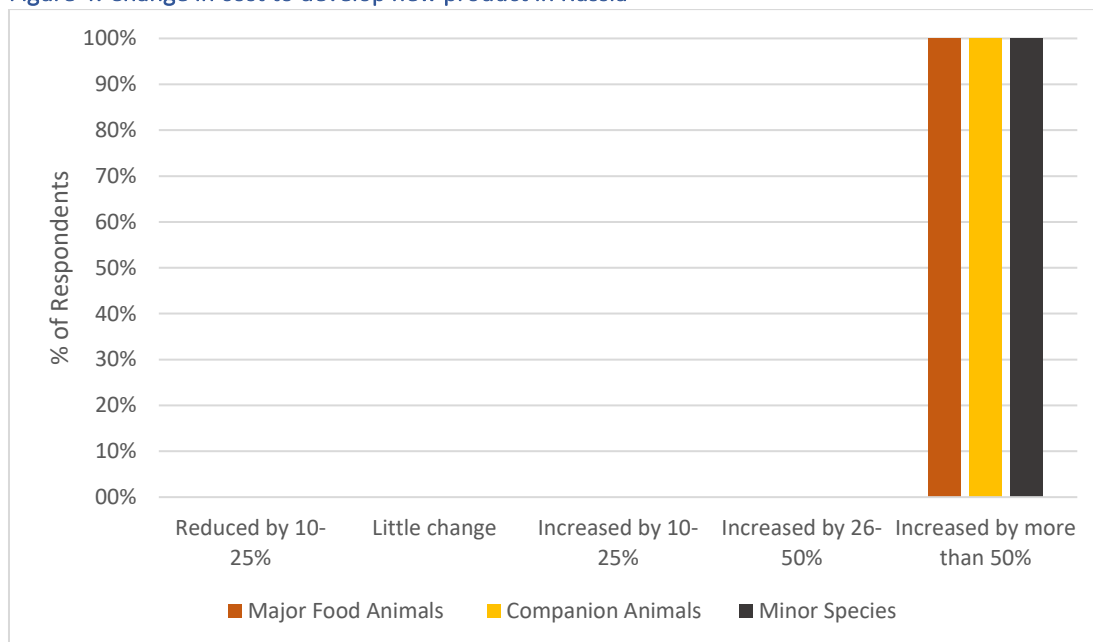 100%
90%
80%
70%
60%
50%
40%
30%
20%
10%
00%
% of Respondents
Reduced by 10-
25%
Little change
Increased by 10-
25%
Increased by 26-
50%
Increased by more
than 50%
Major Food Animals
Companion Animals
Minor Species